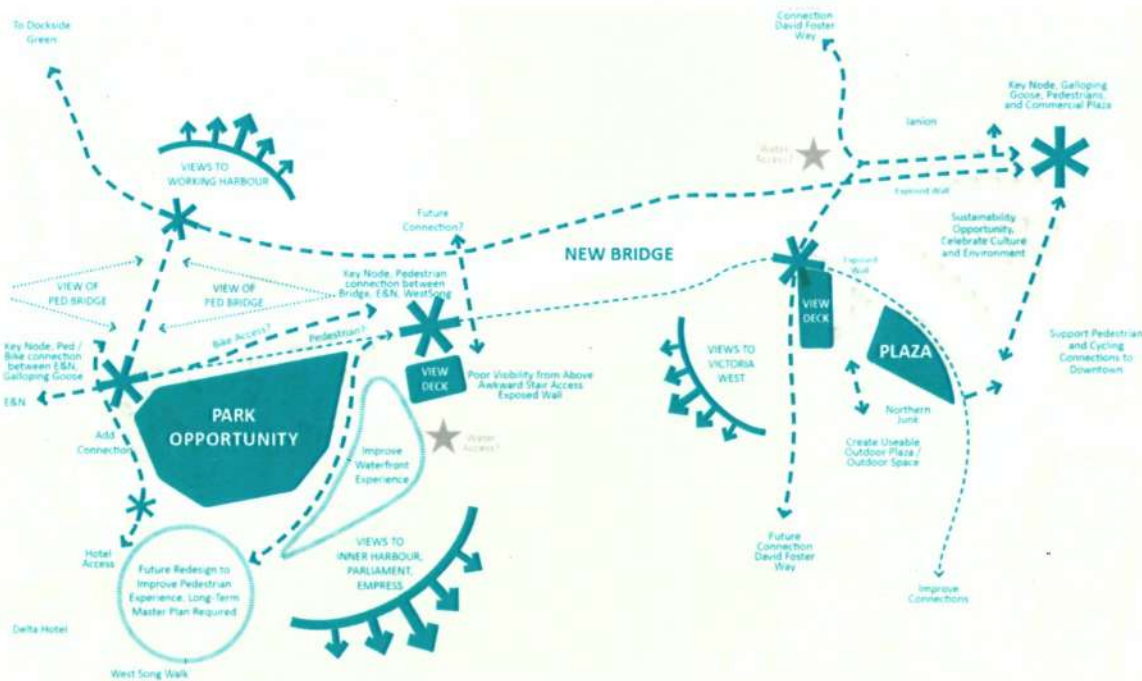 To Dockside
Green
Connection
David Foster
Way
Key Node, Galloping
Goose, Pedestrians,
and Commercial Plaza
Janion
VIEWS TO
WORKING HARBOUR
Water
Access?
Exposed Wall
Future
Connection?
NEW BRIDGE
Sustainability
Opportunity,
Celebrate Culture
and Environment
VIEW OF
PED BRIDGE
VIEW OF
PED BRIDGE
Key Node, Pedestrian
connection between
Bridge, E&N, WestSong
Exposed
Wall
VIEW
DECK
Bike Access?
Pedestrian?
Key Node, Ped /
Bike connection
between E&N,
Galloping Goose
E&N
VIEW
DECK
Poor Visibility from Above
Awkward Stair Access
Exposed Wall
VIEWS TO
VICTORIA
WEST
PLAZA
Support Pedestrian
and Cycling
Connections to
Downtown
PARK
OPPORTUNITY
Add
Connection
Improve
Waterfront
Experience
Water
Access?
Northern
Junk
Create Useable
Outdoor Plaza /
Outdoor Space
Hotel
Access
Future Redesign to
Improve Pedestrian
Experience, Long-Term
Master Plan Required
VIEWS TO
INNER HARBOUR,
PARLIAMENT,
EMPRESS
Future
Connection
David Foster
Way
Improve
Connections
Delta Hotel
West Song Walk